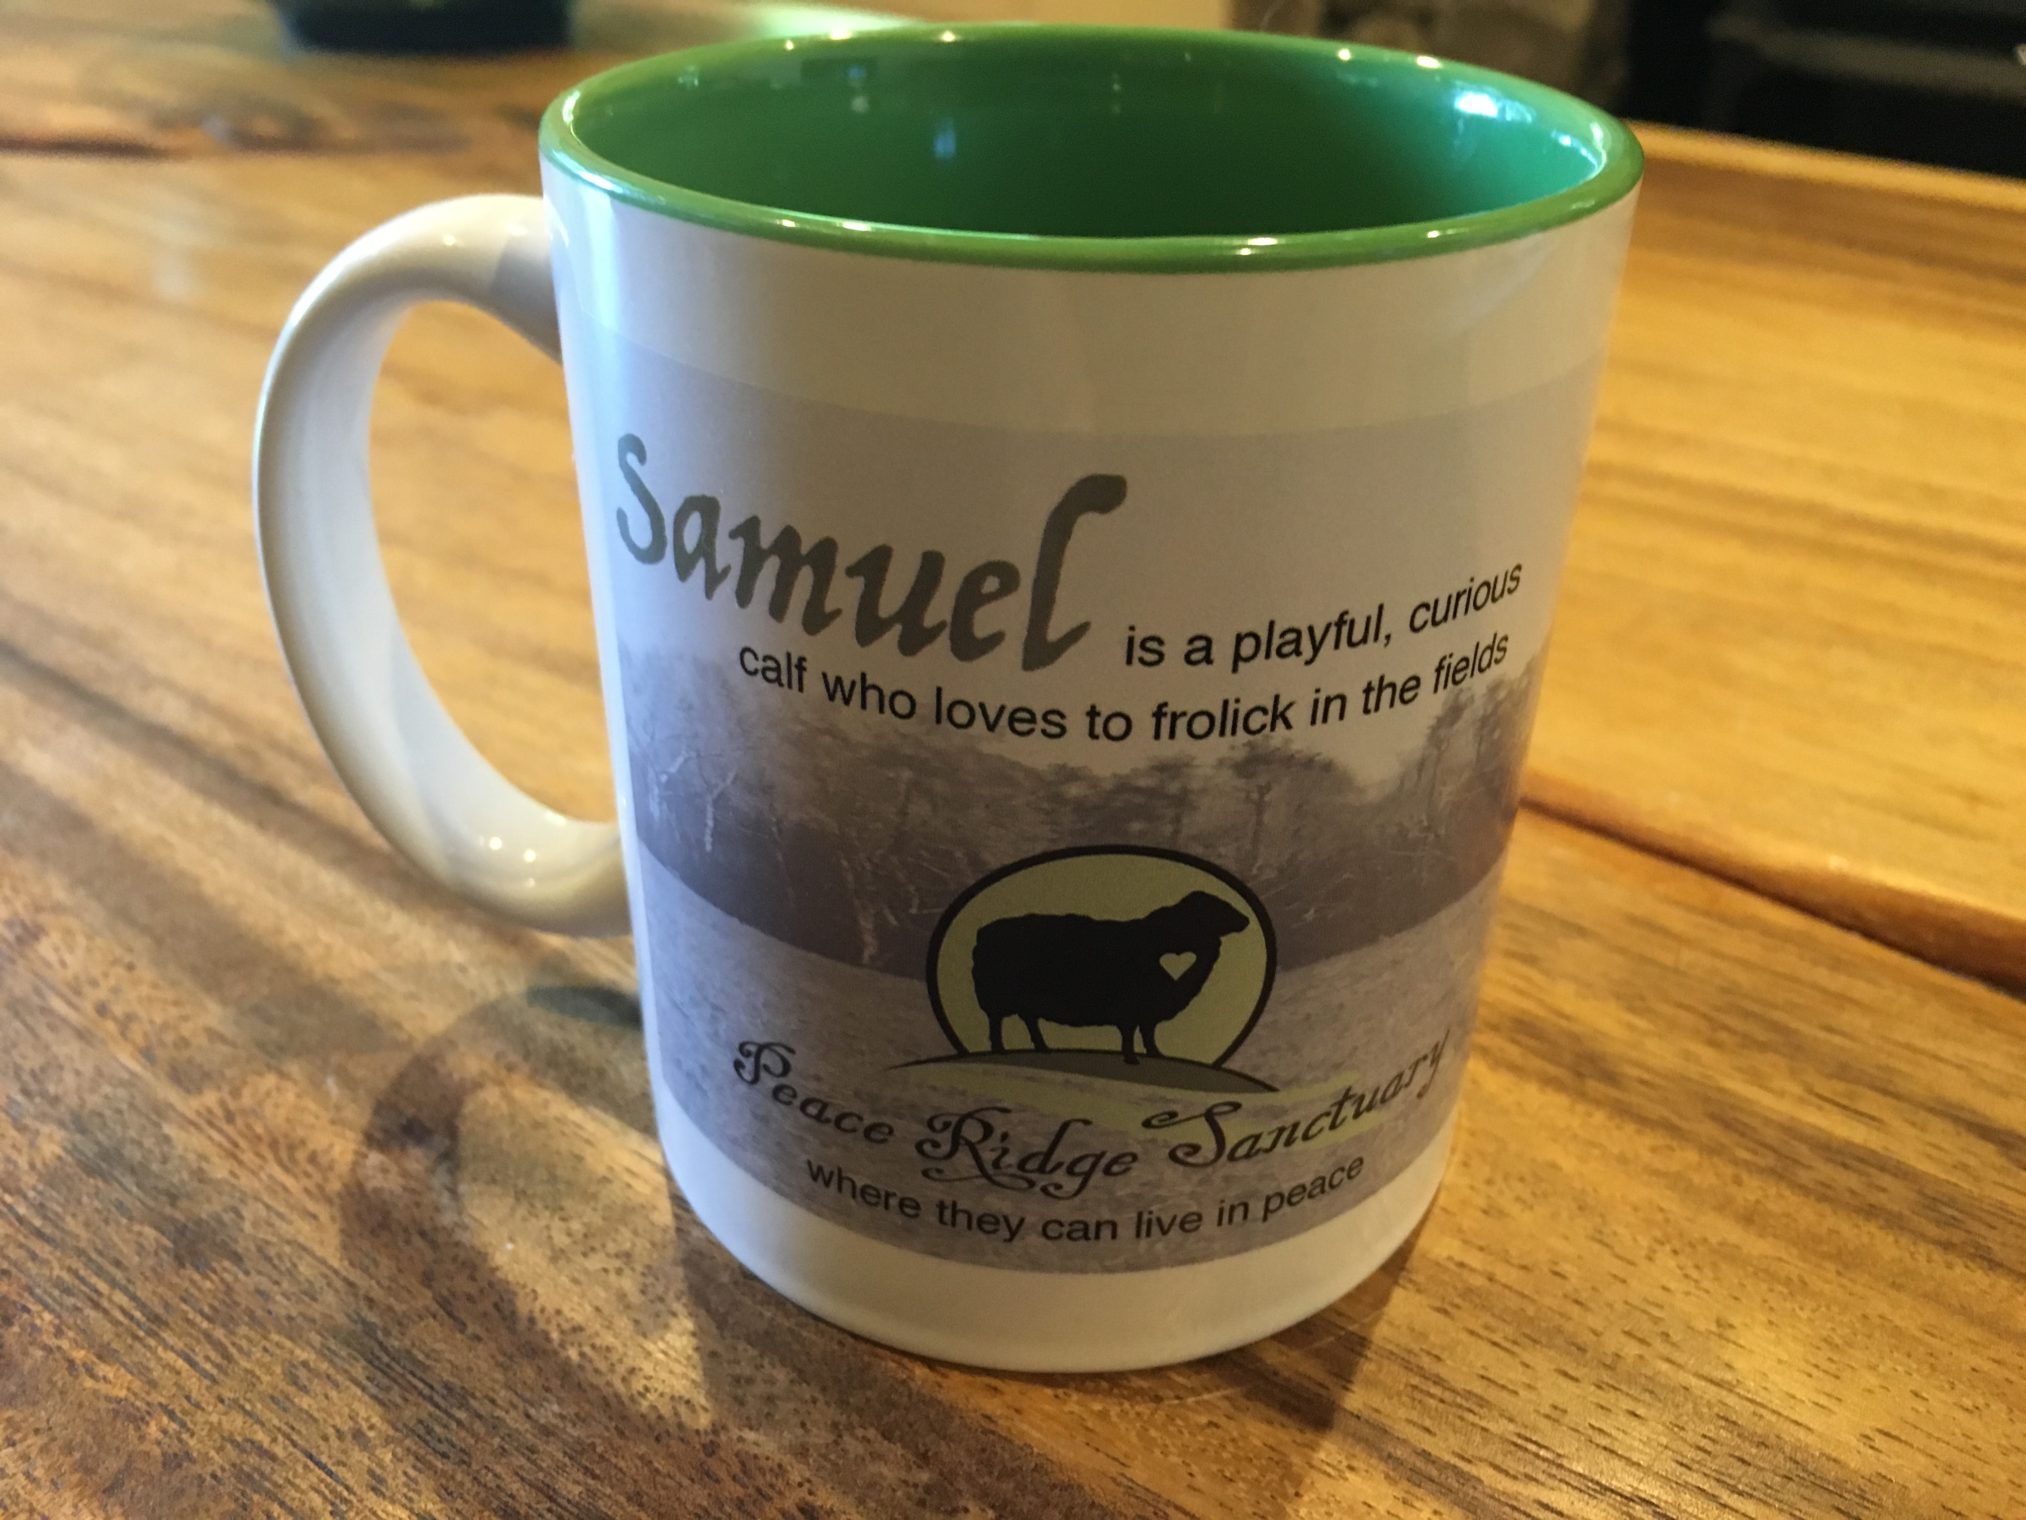 Samuel is a playful, curious
calf who loves to frolick in the fields
Peace Ridge Sanctuary
where they can live in peace